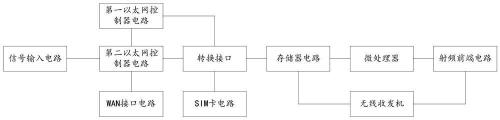 第一以太网控
制器电路
信号输入电路
第二以太网控
制器电路
转换接口
存储器电路
微处理器
射频前端电路
WAN接口电路
SIM卡电路
无线收发机